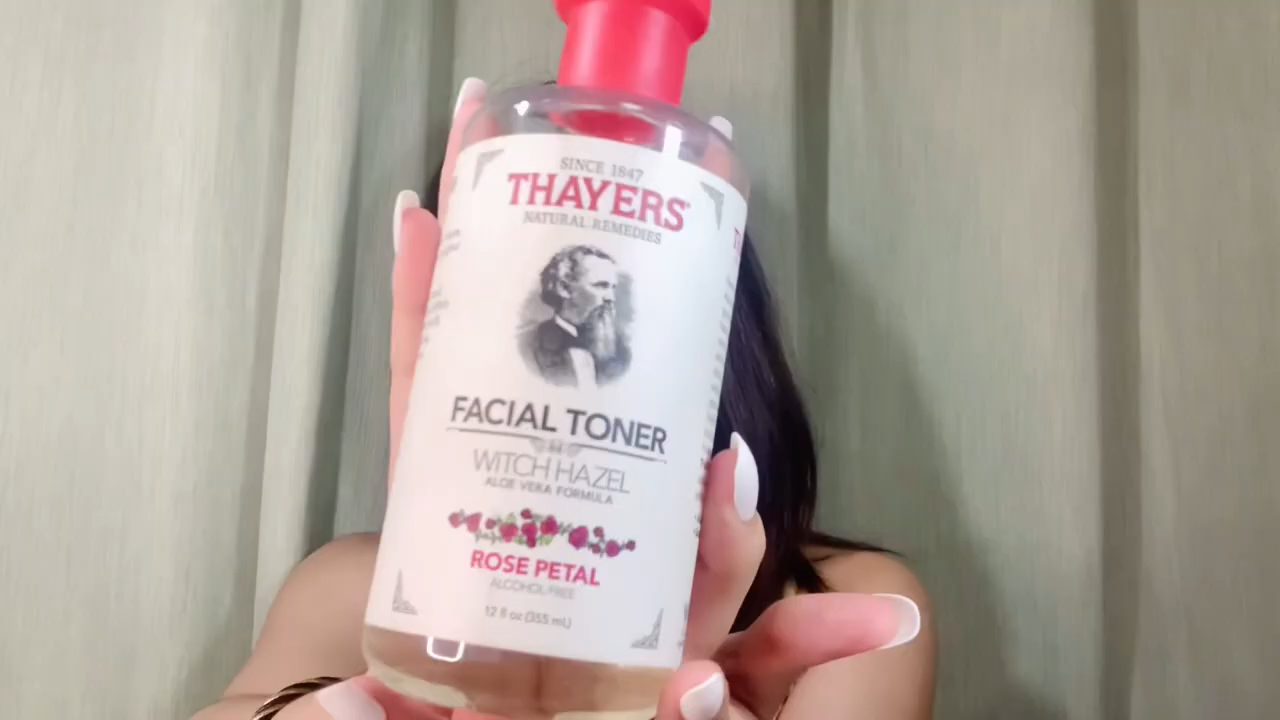 SINCE 1847
THAYERS
NATURAL REMEDIES
FACIAL TONER
WITCH HAZEL
ALOE VERA FORMULA
ROSE PETAL
ALCOHOL-FREE
12 fl oz (355 mL)